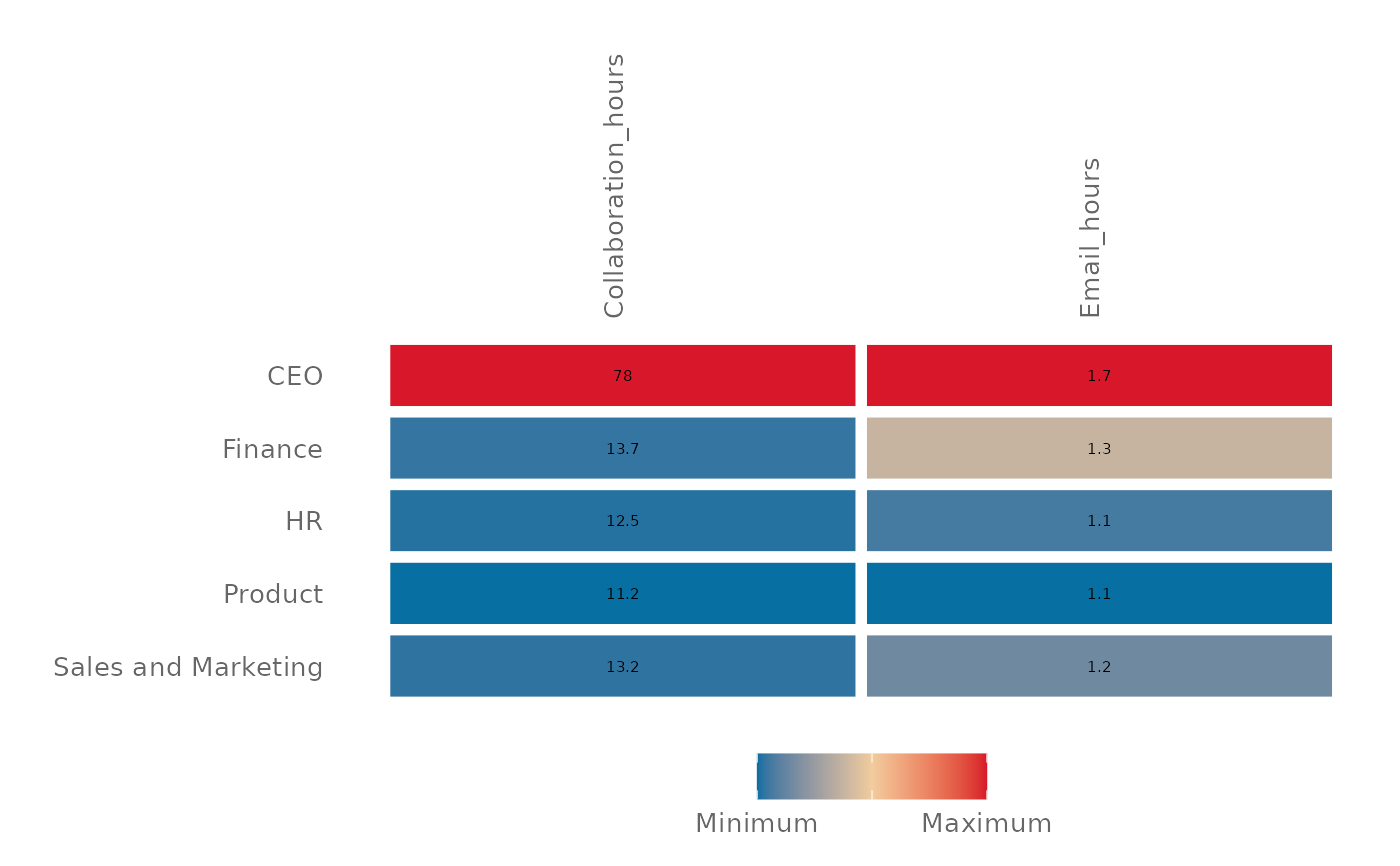 Collaboration_hours
Email_hours
CEO 78 1.7
Finance 13.7 1.3
HR 12.5 1.1
Product 11.2 1.1
Sales and Marketing 13.2 1.2
Minimum Maximum